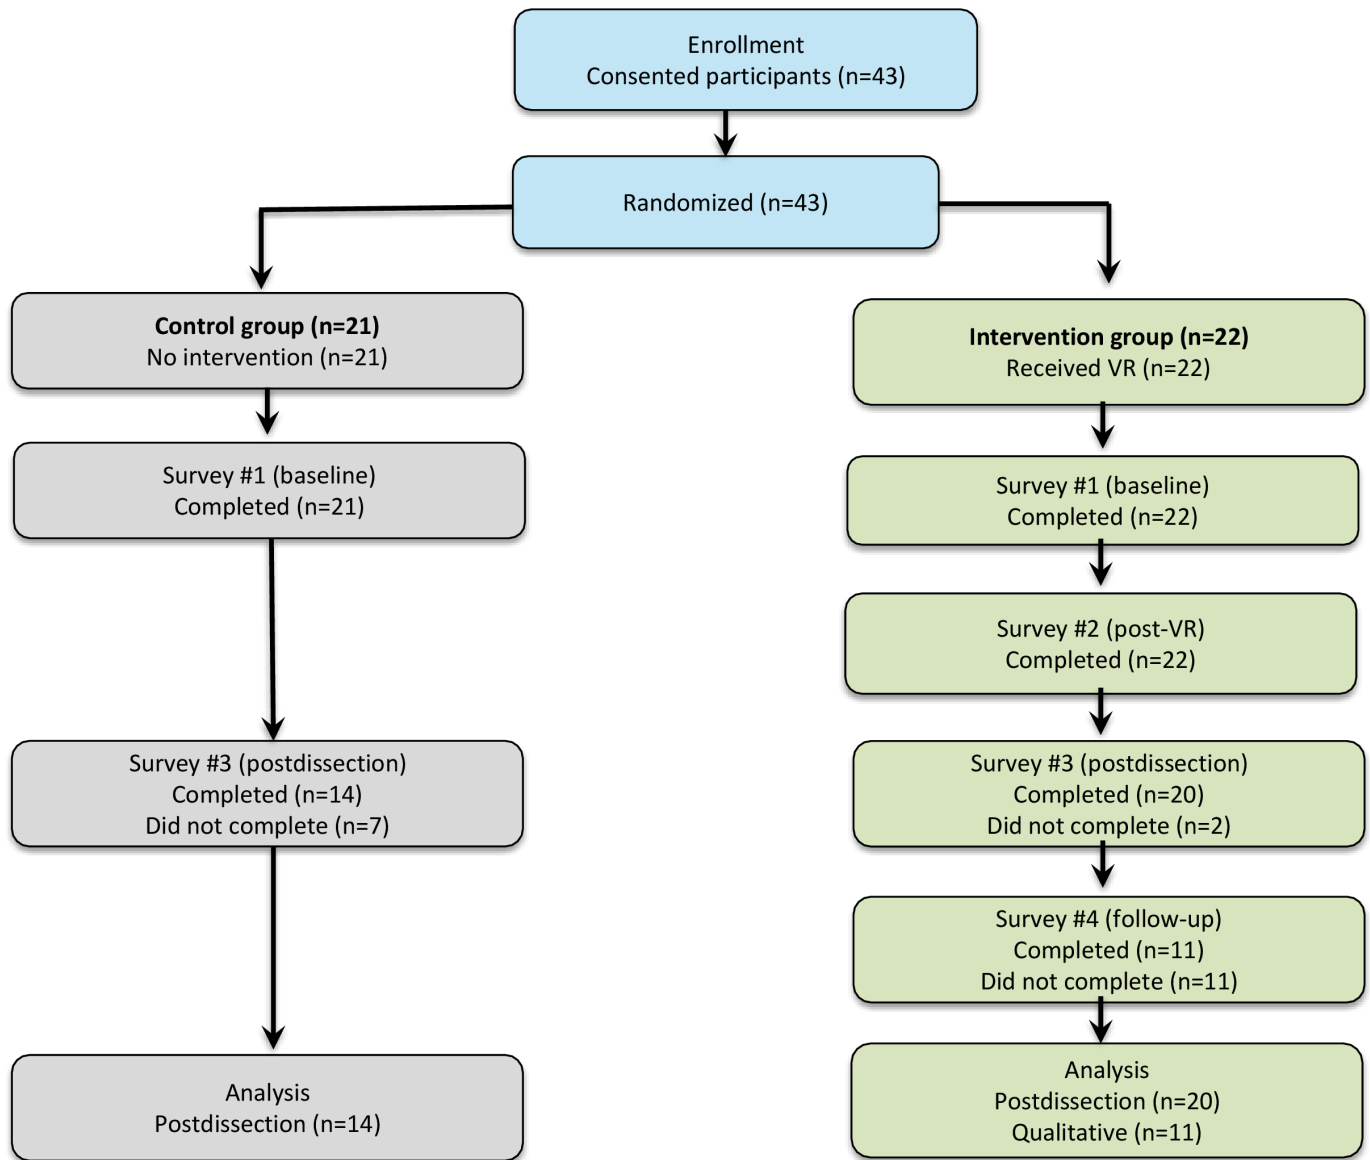 Enrollment
Consented participants (n=43)
Randomized (n=43)
Control group (n=21)
No intervention (n=21)
Survey #1 (baseline)
Completed (n=21)
Survey #3 (postdissection)
Completed (n=14)
Did not complete (n=7)
Analysis
Postdissection (n=14)
Intervention group (n=22)
Received VR (n=22)
Survey #1 (baseline)
Completed (n=22)
Survey #2 (post-VR)
Completed (n=22)
Survey #3 (postdissection)
Completed (n=20)
Did not complete (n=2)
Survey #4 (follow-up)
Completed (n=11)
Did not complete (n=11)
Analysis
Postdissection (n=20)
Qualitative (n=11)